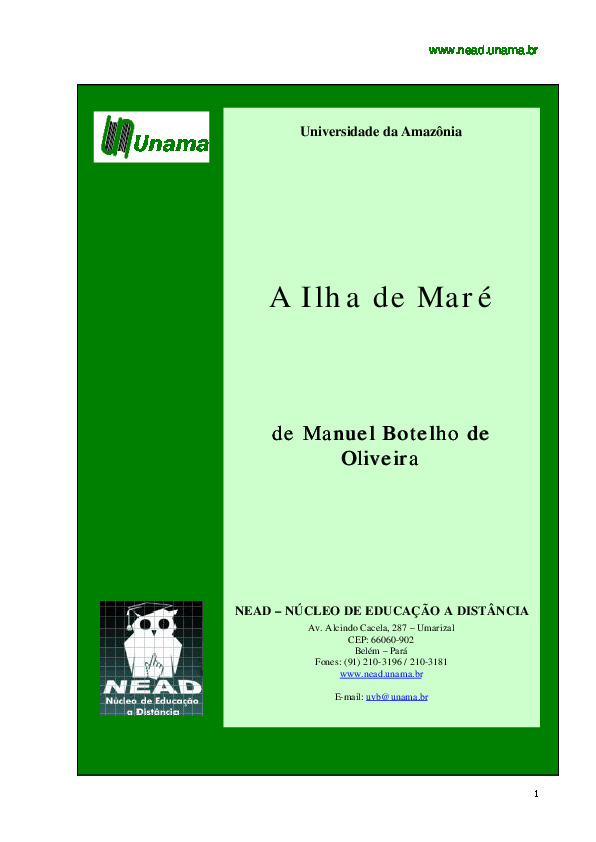 www.nead.unama.br
Unama
Universidade da Amazônia
A Ilha de Maré
de Manuel Botelho de
Oliveira
NEAD – NÚCLEO DE EDUCAÇÃO A DISTÂNCIA
Av. Alcindo Cacela, 287 – Umarizal
CEP: 66060-902
Belém – Pará
Fones: (91) 210-3196 / 210-3181
www.nead.unama.br
E-mail: uvb@unama.br
NEAD
Núcleo de Educação
a Distância
1